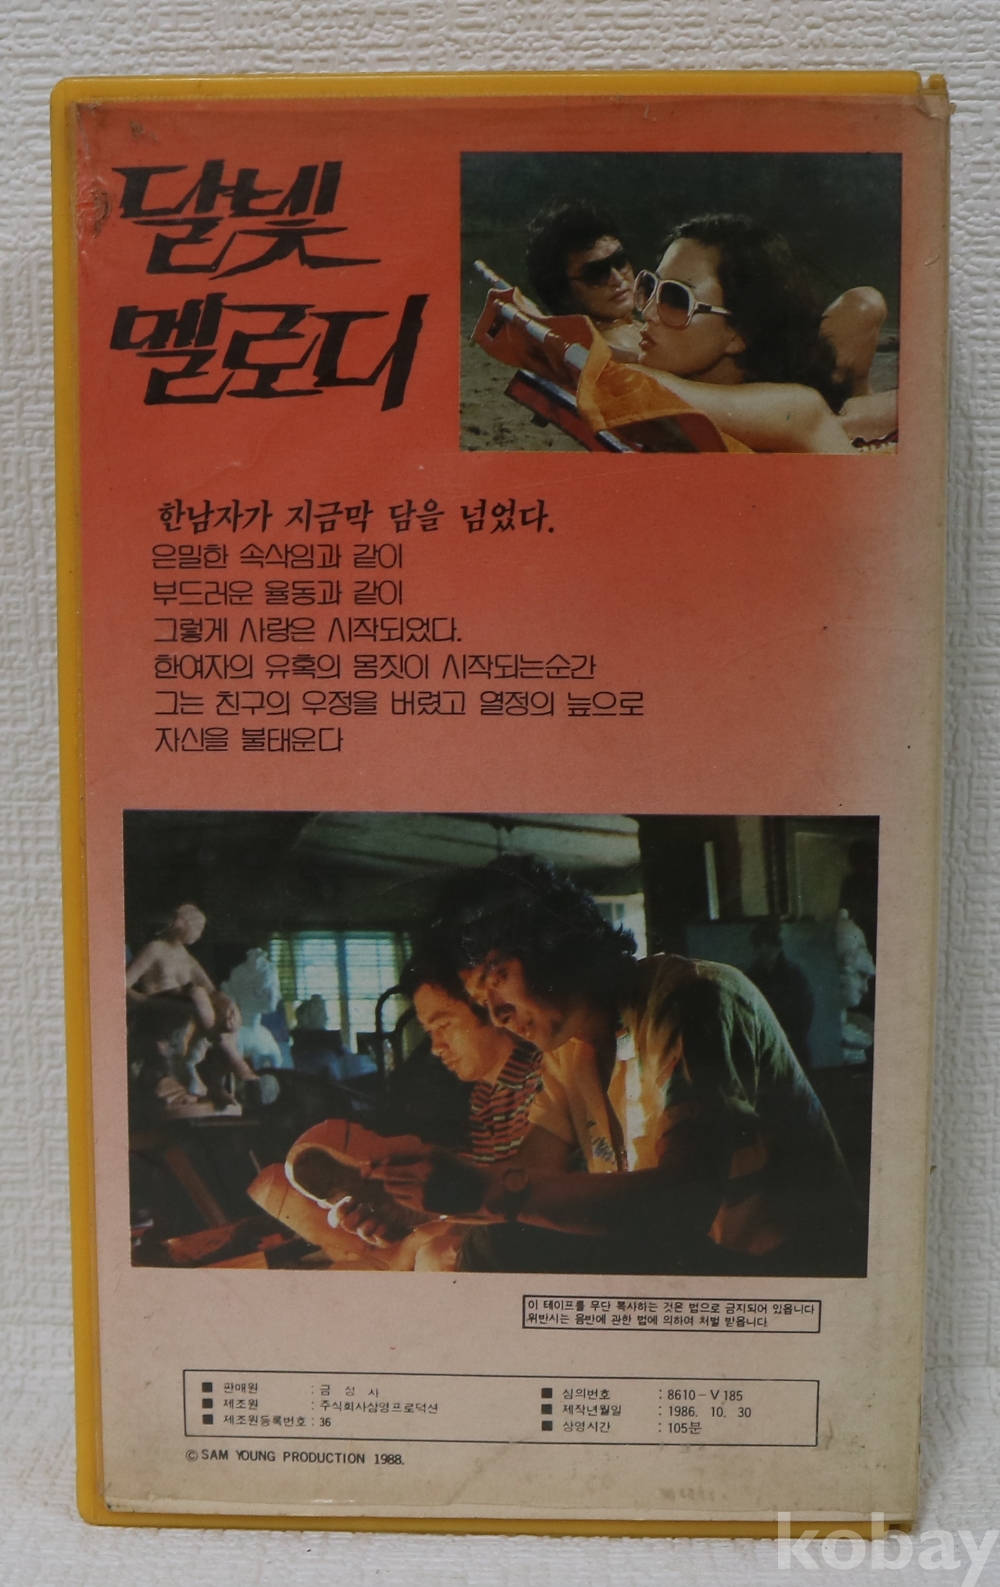 달빛
멜로디
한남자가 지금막 담을 넘었다.
은밀한 속삭임과 같이
부드러운 율동과 같이
그렇게 사랑은 시작되었다.
한여자의 유혹의 몸짓이 시작되는순간
그는 친구의 우정을 버렸고 열정의 늪으로
자신을 불태운다
이 테이프를 무단 복사하는 것은 법으로 금지되어 있읍니다
위반시는 음반에 관한 법에 의하여 처벌 받읍니다.
■ 판매원 : 금성사
■ 제조원 : 주식회사삼영프로덕션
■ 제조원등록번호 : 36
■ 심의번호 : 8610-V185
■ 제작년월일 : 1986. 10. 30
■ 상영시간 : 105분
© SAM YOUNG PRODUCTION 1988.
kobay